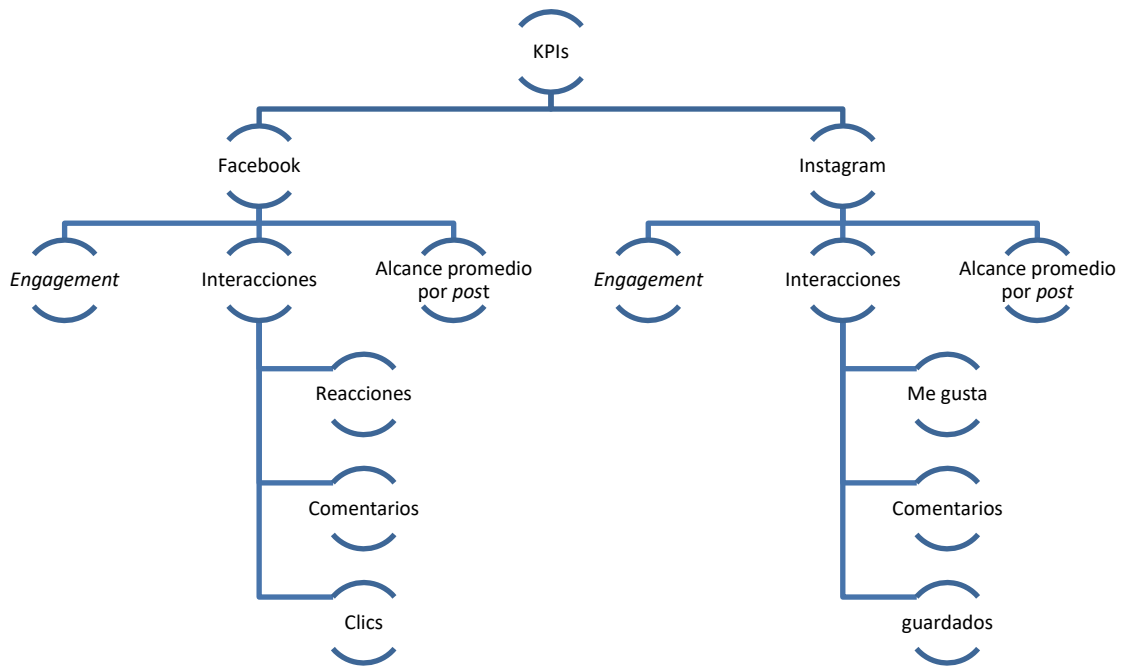 KPIs
Facebook
Instagram
Engagement
Interacciones
Alcance promedio
por post
Engagement
Interacciones
Alcance promedio
por post
Reacciones
Me gusta
Comentarios
Comentarios
Clics
guardados